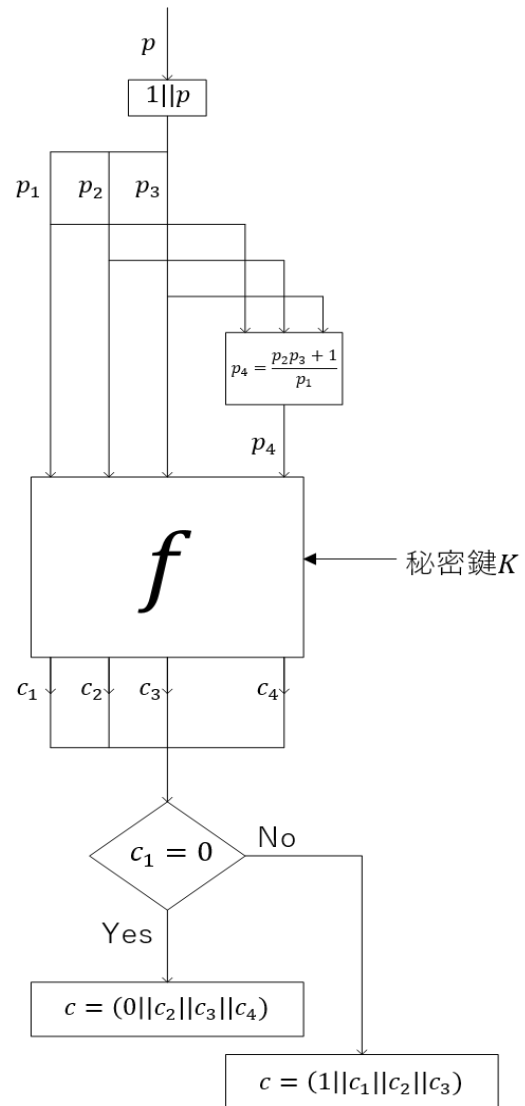 p
1||p
p₁ p₂ p₃
p₄ = (p₂p₃ + 1)/p₁
p₄
f
秘密鍵K
c₁ c₂ c₃ c₄
c₁ = 0
No
Yes
c = (0||c₂||c₃||c₄)
c = (1||c₁||c₂||c₃)